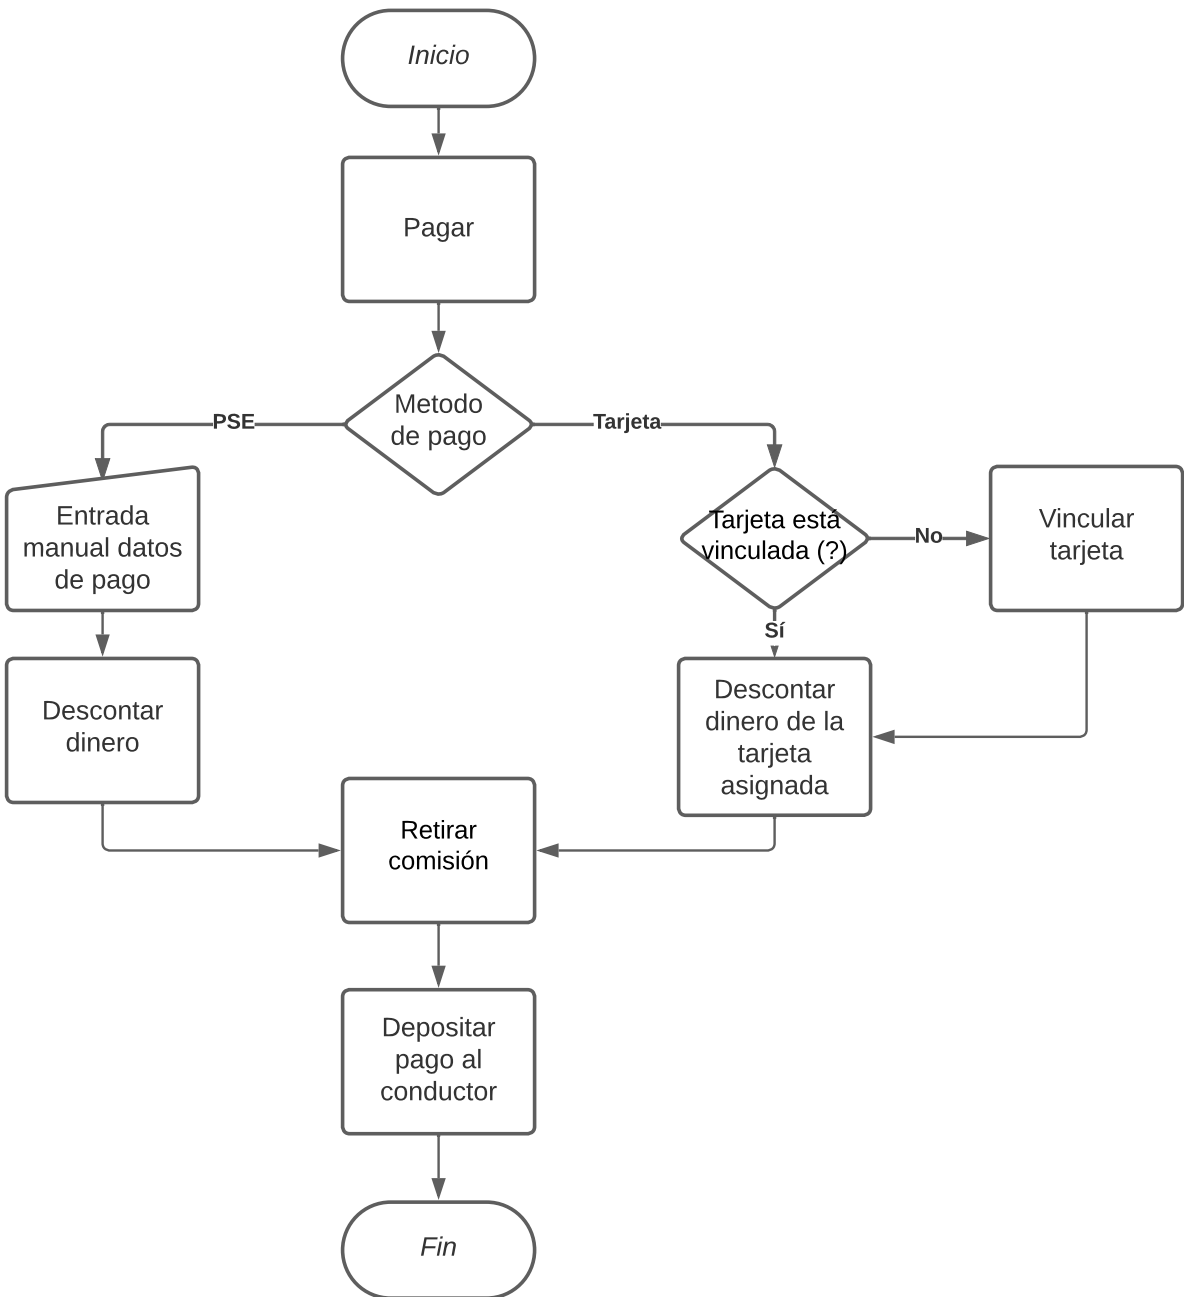 Inicio
Pagar
Metodo
de pago
PSE
Tarjeta
Entrada
manual datos
de pago
Tarjeta está
vinculada (?)
No
Vincular
tarjeta
Sí
Descontar
dinero
Descontar
dinero de la
tarjeta
asignada
Retirar
comisión
Depositar
pago al
conductor
Fin